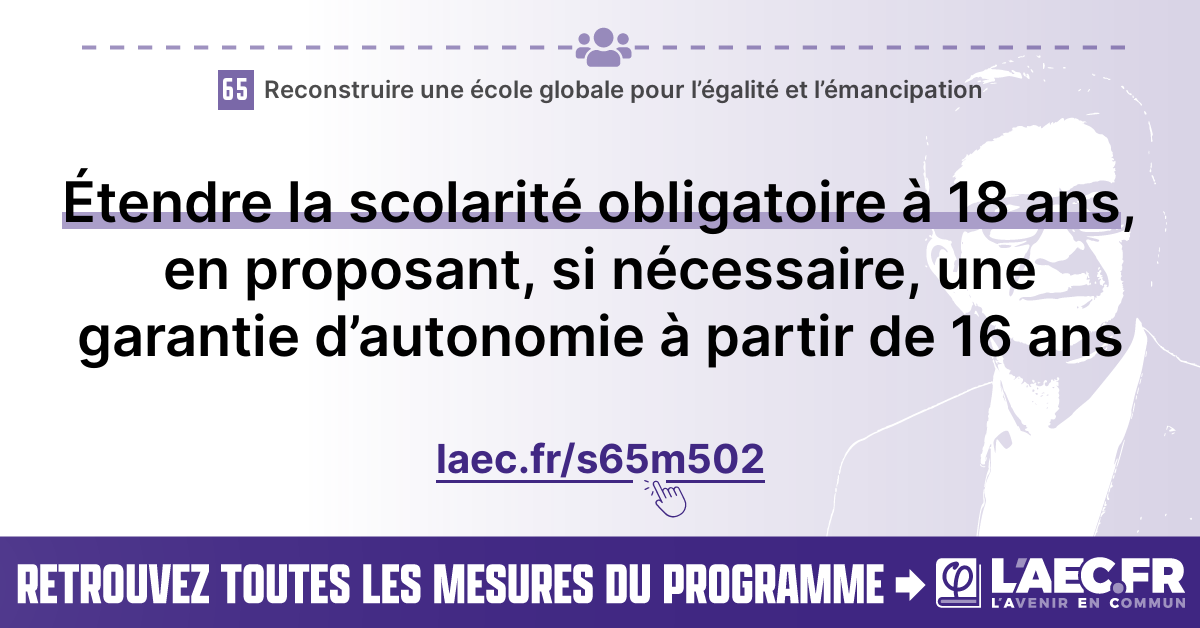 65 Reconstruire une école globale pour l’égalité et l’émancipation
Étendre la scolarité obligatoire à 18 ans,
en proposant, si nécessaire, une
garantie d’autonomie à partir de 16 ans
laec.fr/s65m502
RETROUVEZ TOUTES LES MESURES DU PROGRAMME
φ L'AEC.FR
L'AVENIR EN COMMUN